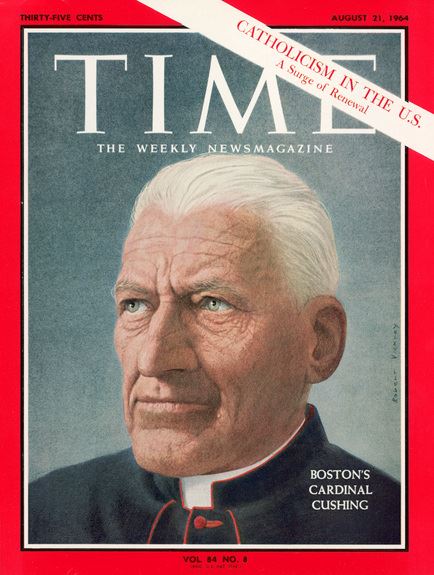 THIRTY-FIVE CENTS
AUGUST 21, 1964
CATHOLICISM IN THE U.S.
A Surge of Renewal
TIME
THE WEEKLY NEWSMAGAZINE
BOSTON'S
CARDINAL
CUSHING
VOL. 84 NO. 8